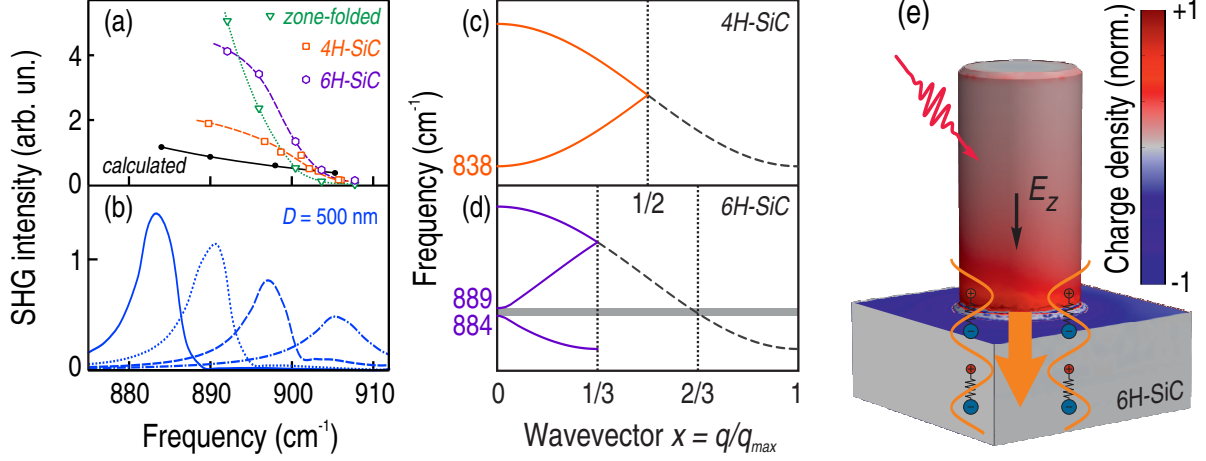 (a)
zone-folded
4H-SiC
6H-SiC
calculated
4
2
0
(b)
D = 500 nm
1
0
SHG intensity (arb. un.)
880
890
900
910
Frequency (cm⁻¹)
(c)
4H-SiC
838
1/2
(d)
6H-SiC
889
884
Frequency (cm⁻¹)
0
1/3
2/3
1
Wavevector x = q/qmax
(e)
Ez
6H-SiC
+1
-1
Charge density (norm.)